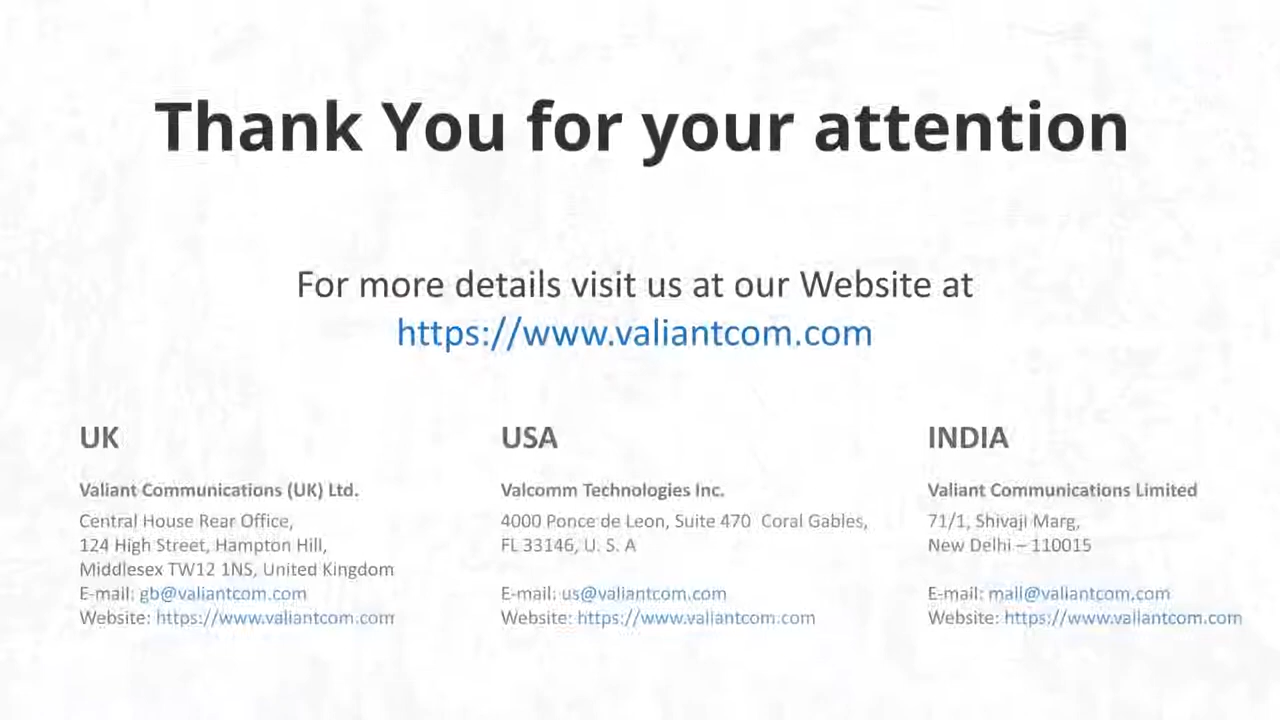 Thank You for your attention
For more details visit us at our Website at
https://www.valiantcom.com
UK
Valiant Communications (UK) Ltd.
Central House Rear Office,
124 High Street, Hampton Hill,
Middlesex TW12 1NS, United Kingdom
E-mail: gb@valiantcom.com
Website: https://www.valiantcom.com
USA
Valcomm Technologies Inc.
4000 Ponce de Leon, Suite 470  Coral Gables,
FL 33146, U. S. A
E-mail: us@valiantcom.com
Website: https://www.valiantcom.com
INDIA
Valiant Communications Limited
71/1, Shivaji Marg,
New Delhi – 110015
E-mail: mail@valiantcom.com
Website: https://www.valiantcom.com